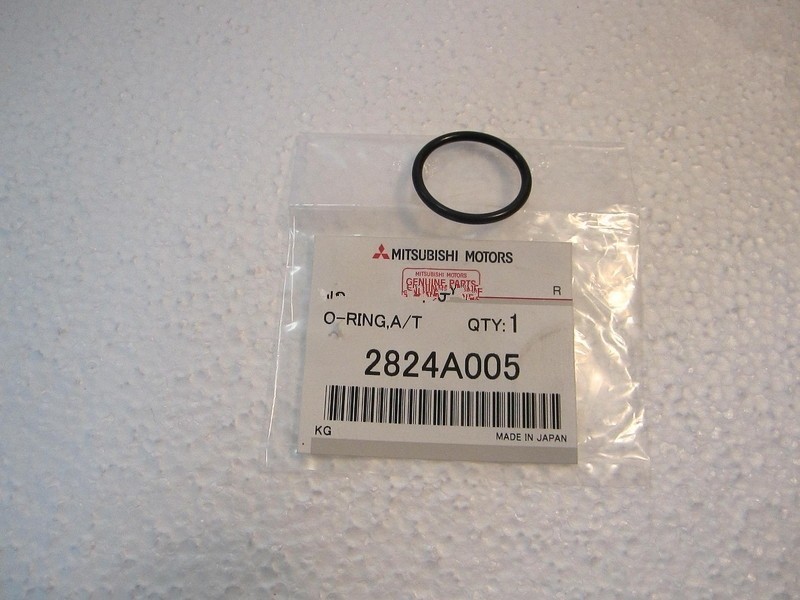 MITSUBISHI MOTORS
MITSUBISHI MOTORS
GENUINE PARTS
R
O-RING,A/T QTY:1
2824A005
KG MADE IN JAPAN